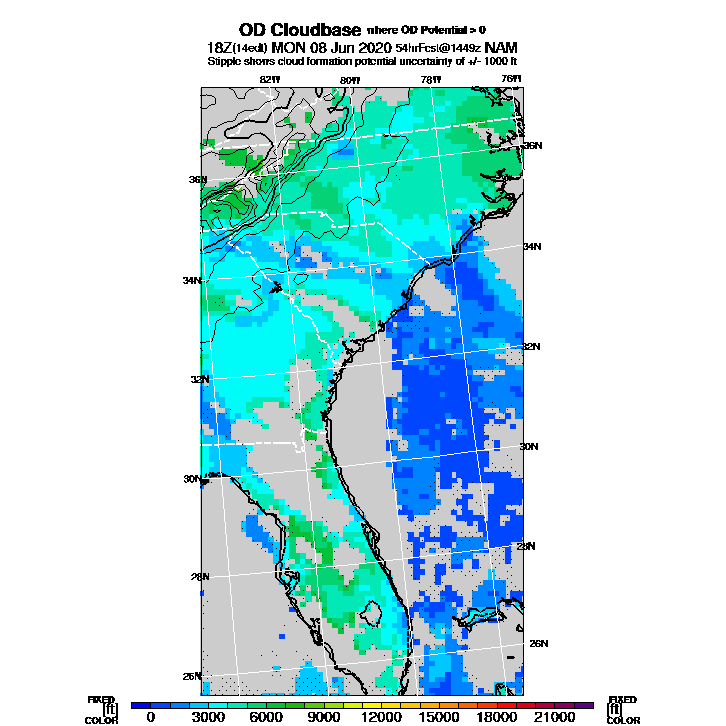 OD Cloudbase where OD Potential > 0
18Z(14edt) MON 08 Jun 2020 54hrFcst@1449z NAM
Stipple shows cloud formation potential uncertainty of +/- 1000 ft
82W 80W 78W 76W
36N 36N
34N 34N
32N 32N
30N 30N
28N 28N
26N 26N
FIXED FIXED
[ft] [ft]
COLOR COLOR
0 3000 6000 9000 12000 15000 18000 21000